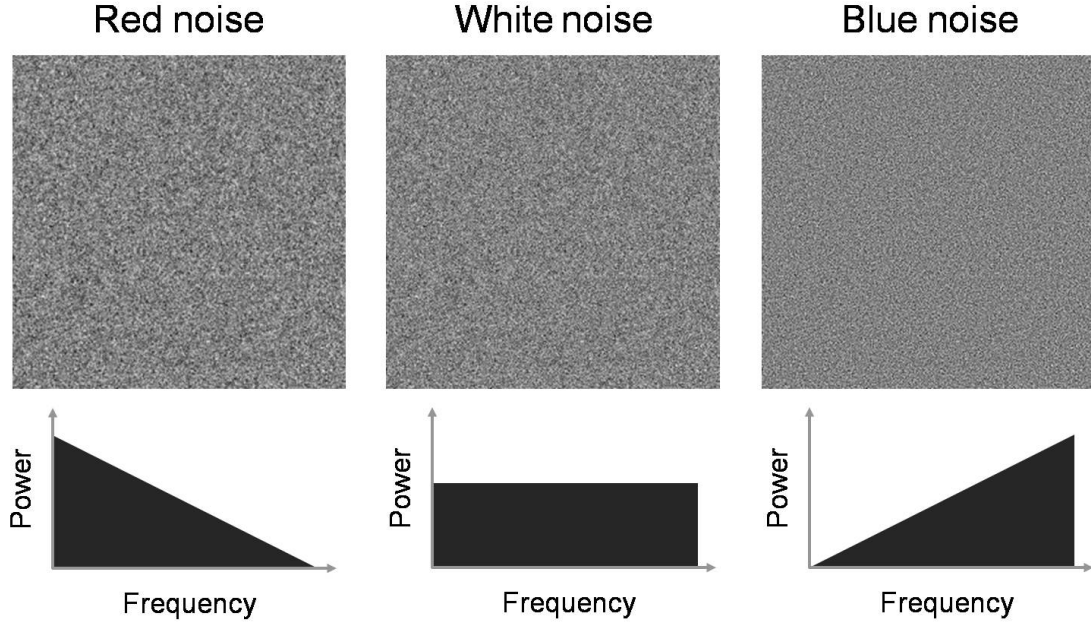 Red noise
White noise
Blue noise
Power
Frequency
Power
Frequency
Power
Frequency